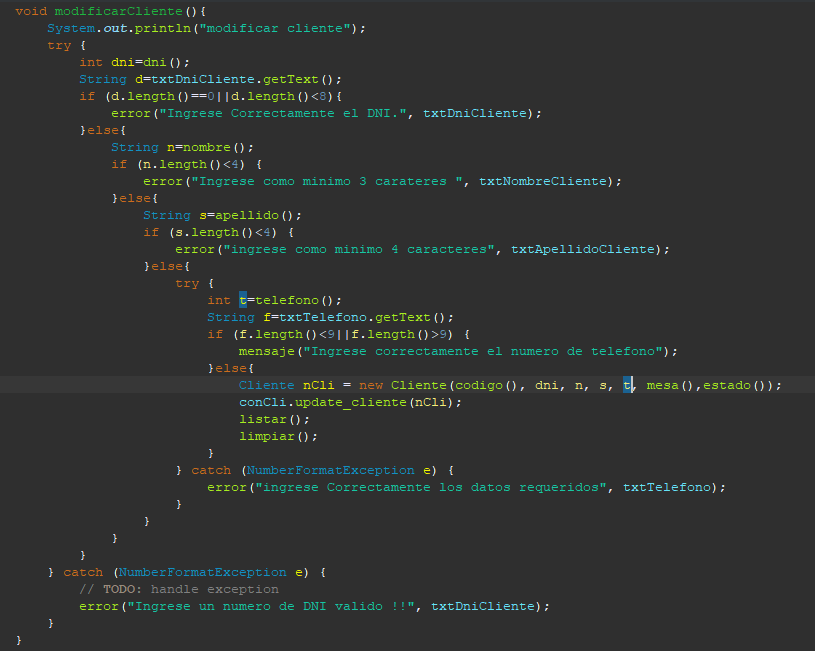 void modificarCliente(){
    System.out.println("modificar cliente");
    try {
        int dni=dni();
        String d=txtDniCliente.getText();
        if (d.length()==0||d.length()<8){
            error("Ingrese Correctamente el DNI.", txtDniCliente);
        }else{
            String n=nombre();
            if (n.length()<4) {
                error("Ingrese como minimo 3 carateres ", txtNombreCliente);
            }else{
                String s=apellido();
                if (s.length()<4) {
                    error("ingrese como minimo 4 caracteres", txtApellidoCliente);
                }else{
                    try {
                        int t=telefono();
                        String f=txtTelefono.getText();
                        if (f.length()<9||f.length()>9) {
                            mensaje("Ingrese correctamente el numero de telefono");
                        }else{
                            Cliente nCli = new Cliente(codigo(), dni, n, s, t, mesa(),estado());
                            conCli.update_cliente(nCli);
                            listar();
                            limpiar();
                        }
                    } catch (NumberFormatException e) {
                        error("ingrese Correctamente los datos requeridos", txtTelefono);
                    }
                }
            }
        }
    } catch (NumberFormatException e) {
        // TODO: handle exception
        error("Ingrese un numero de DNI valido !!", txtDniCliente);
    }
}